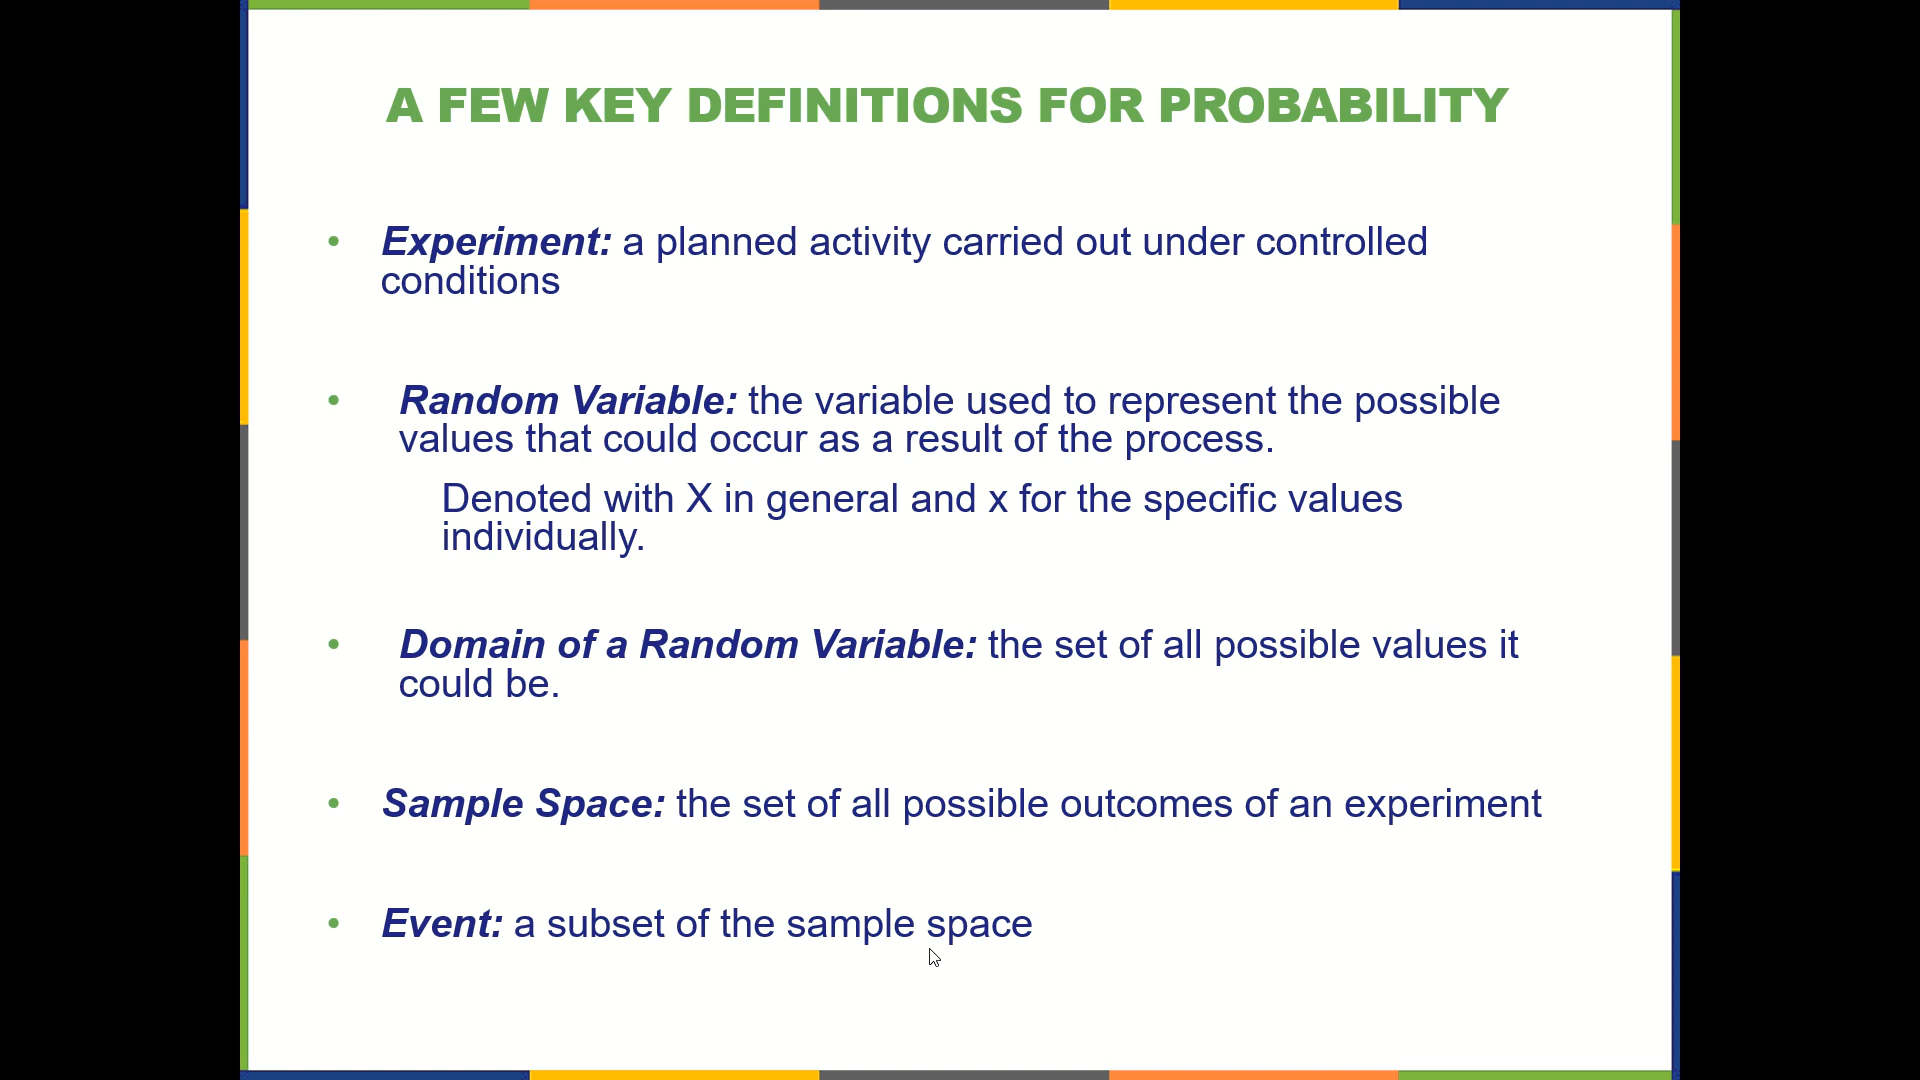 A FEW KEY DEFINITIONS FOR PROBABILITY
• Experiment: a planned activity carried out under controlled
conditions
• Random Variable: the variable used to represent the possible
values that could occur as a result of the process.
Denoted with X in general and x for the specific values
individually.
• Domain of a Random Variable: the set of all possible values it
could be.
• Sample Space: the set of all possible outcomes of an experiment
• Event: a subset of the sample space